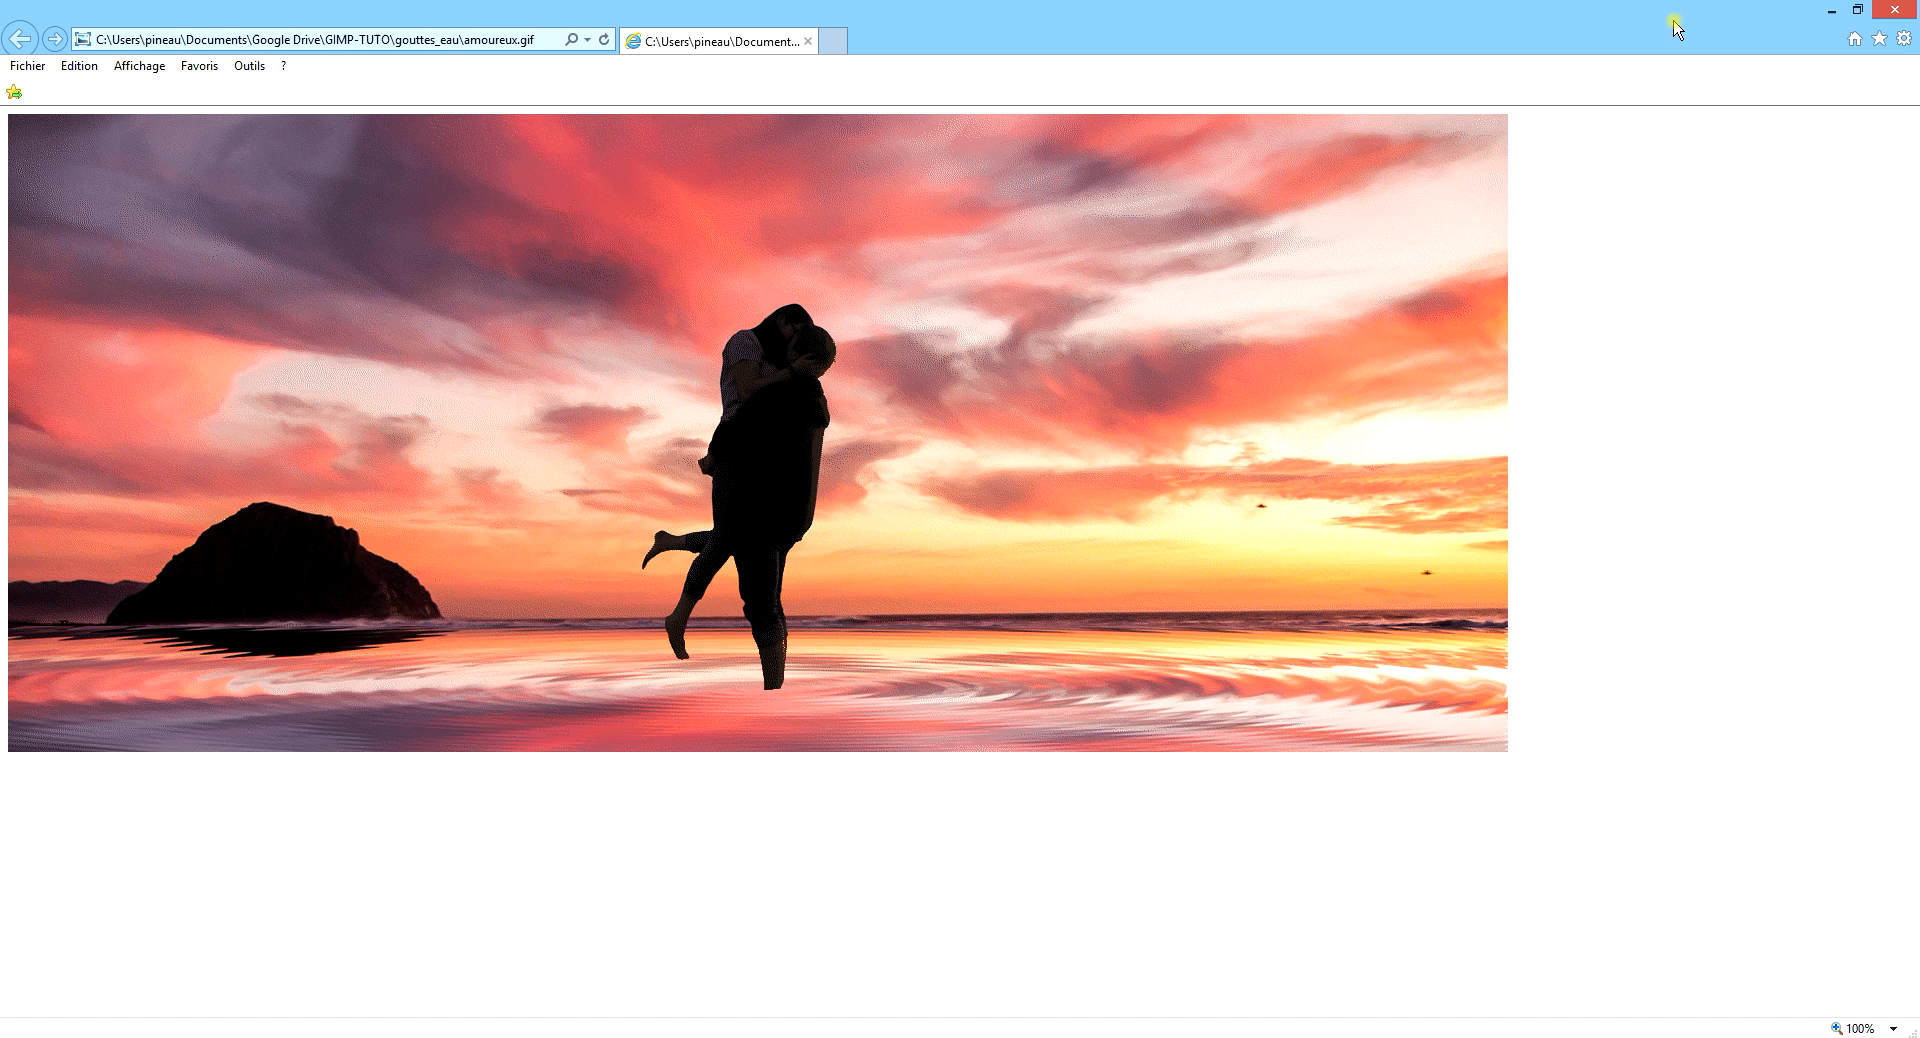 C:\Users\pineau\Documents\Google Drive\GIMP-TUTO\gouttes_eau\amoureux.gif
C:\Users\pineau\Document...
Fichier Edition Affichage Favoris Outils ?
100%